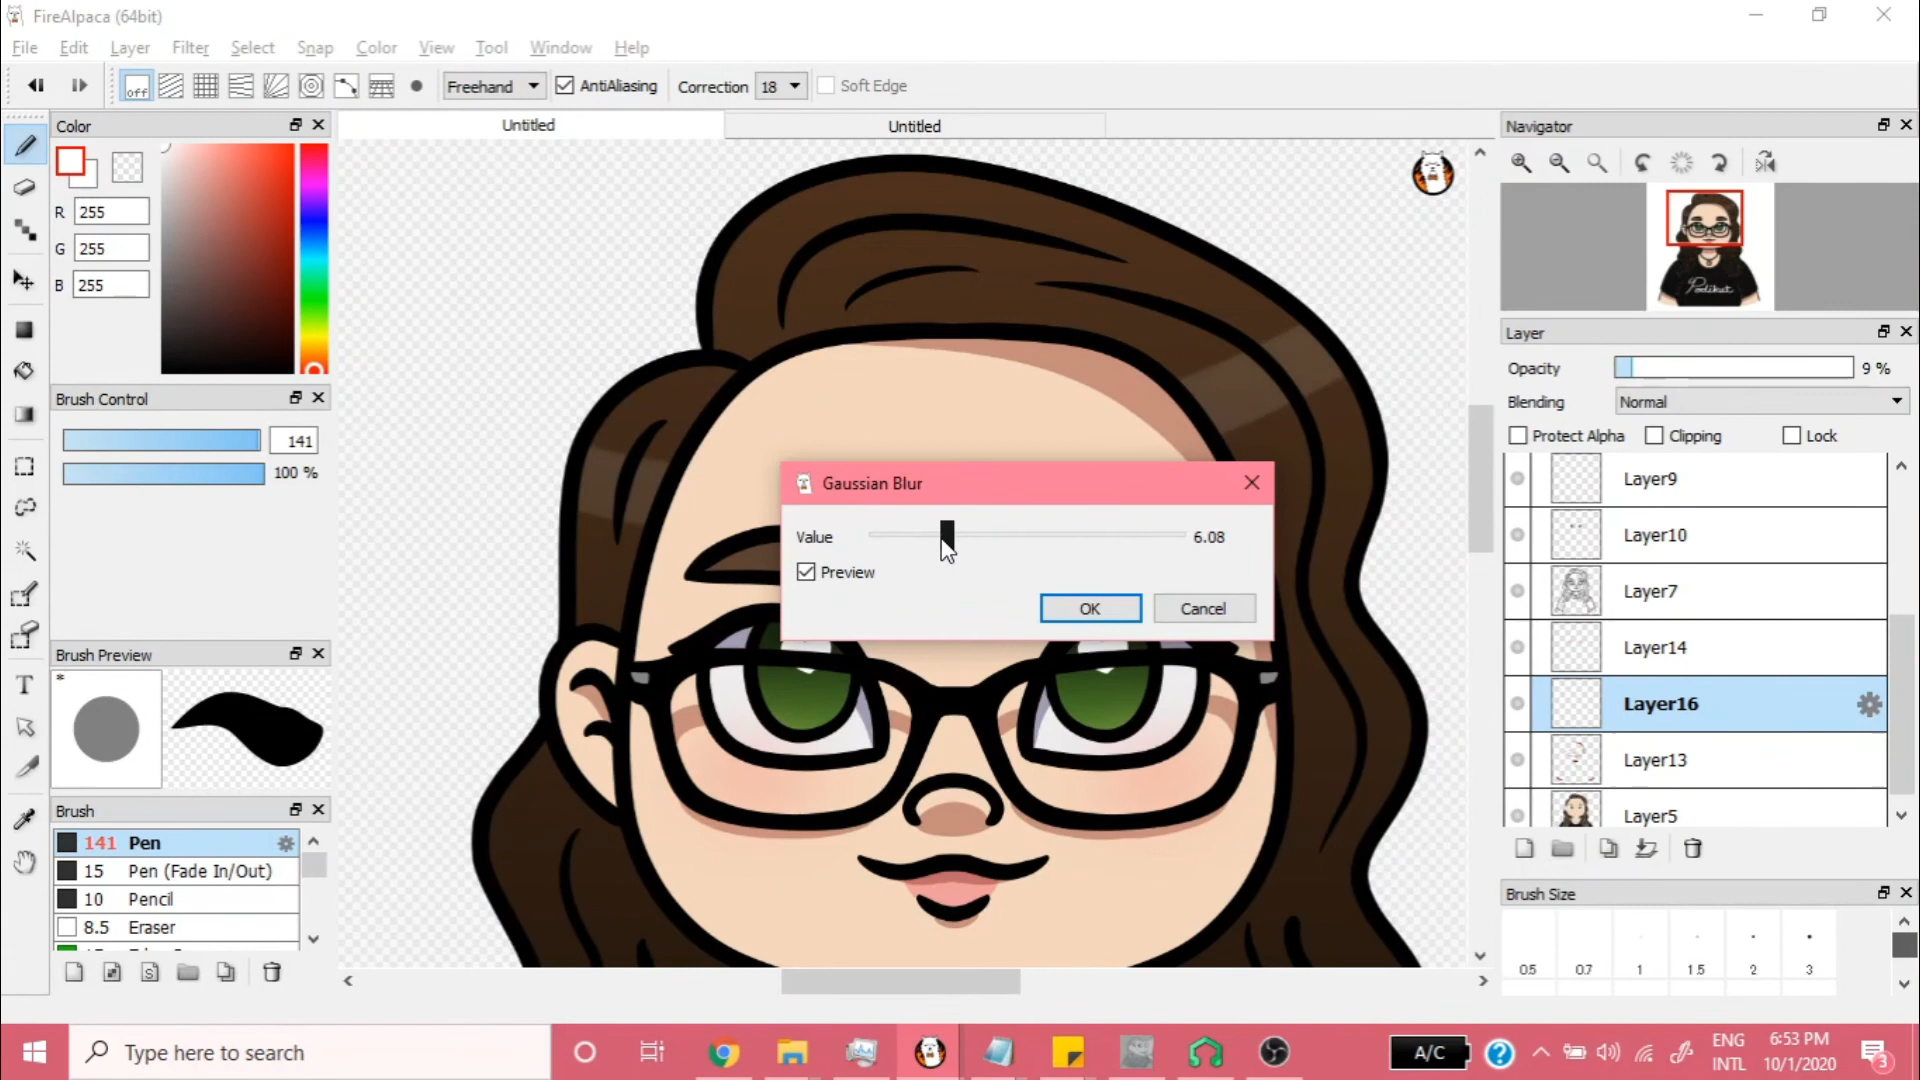 FireAlpaca (64bit)
File Edit Layer Filter Select Snap Color View Tool Window Help
off Freehand AntiAliasing Correction 18 Soft Edge
Color
R 255
G 255
B 255
Brush Control
141
100 %
Brush Preview
*
Brush
141 Pen
15 Pen (Fade In/Out)
10 Pencil
8.5 Eraser
Untitled Untitled
Gaussian Blur
Value 6.08
Preview
OK Cancel
Navigator
Podikut
Layer
Opacity 9 %
Blending Normal
Protect Alpha Clipping Lock
Layer9
Layer10
Layer7
Layer14
Layer16
Layer13
Layer5
Brush Size
0.5 0.7 1 1.5 2 3
T
Type here to search
A/C
?
ENG
INTL
6:53 PM
10/1/2020
3